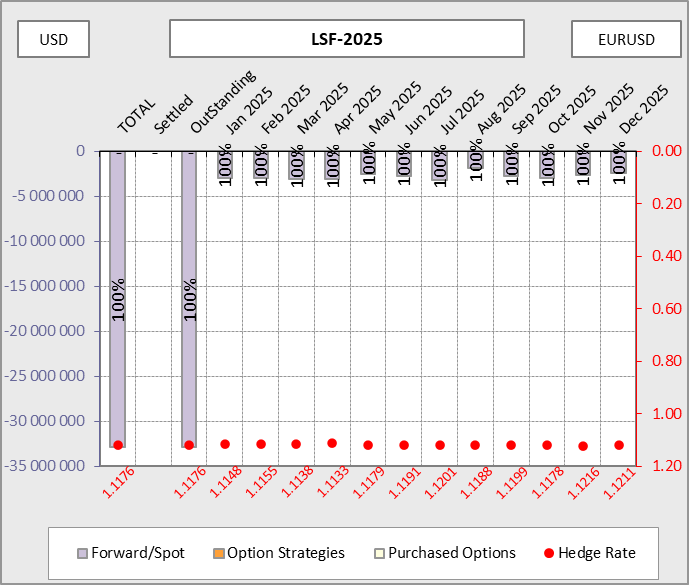 USD
LSF-2025
EURUSD
TOTAL
Settled
OutStanding
Jan 2025
Feb 2025
Mar 2025
Apr 2025
May 2025
Jun 2025
Jul 2025
Aug 2025
Sep 2025
Oct 2025
Nov 2025
Dec 2025
0
-5 000 000
-10 000 000
-15 000 000
-20 000 000
-25 000 000
-30 000 000
-35 000 000
100%
100%
100%
100%
100%
100%
100%
100%
100%
100%
100%
100%
100%
100%
0.00
0.20
0.40
0.60
0.80
1.00
1.20
1.1176
1.1176
1.1148
1.1155
1.1138
1.1133
1.1179
1.1191
1.1201
1.1188
1.1199
1.1178
1.1216
1.1211
Forward/Spot
Option Strategies
Purchased Options
Hedge Rate